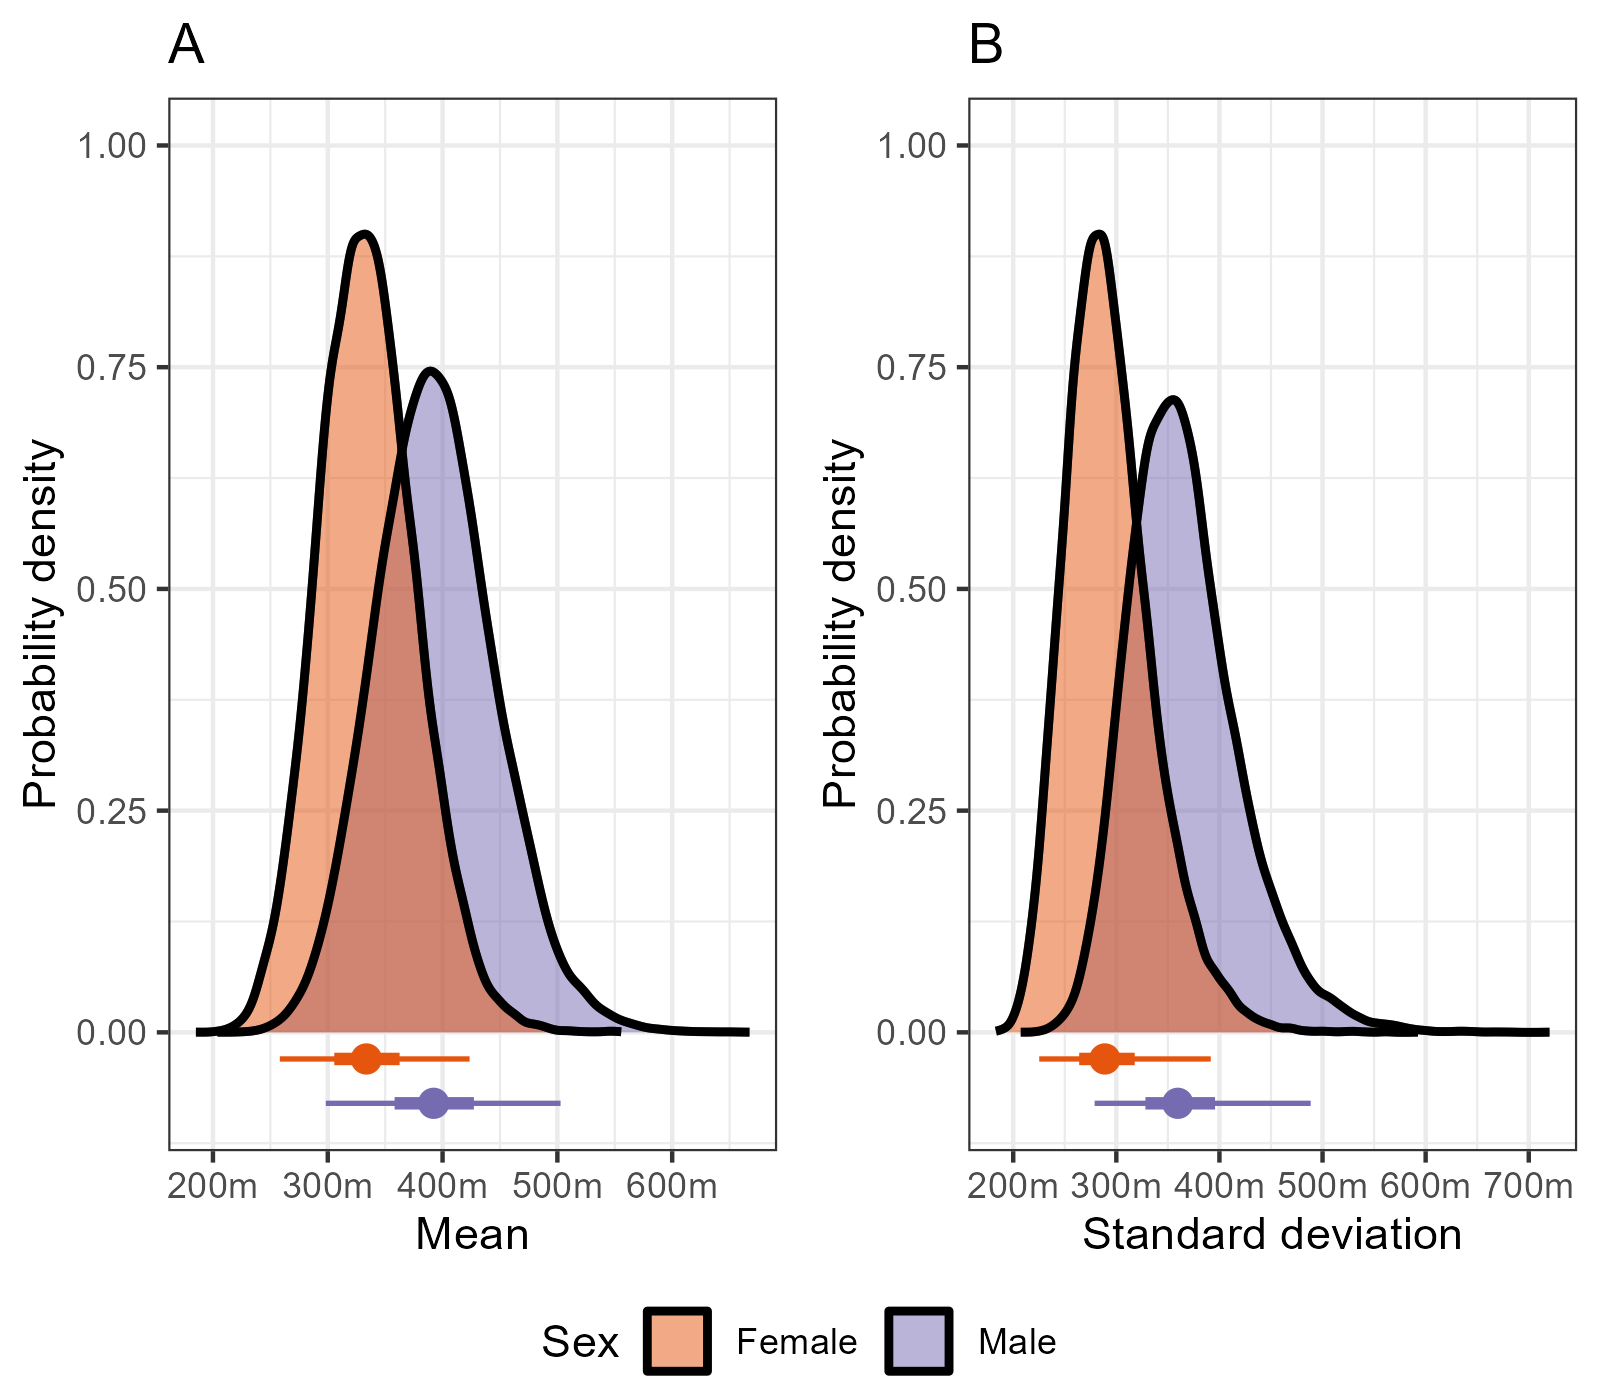 A
B
Probability density
1.00
0.75
0.50
0.25
0.00
200m 300m 400m 500m 600m
Mean
Probability density
1.00
0.75
0.50
0.25
0.00
200m 300m 400m 500m 600m 700m
Standard deviation
Sex Female Male